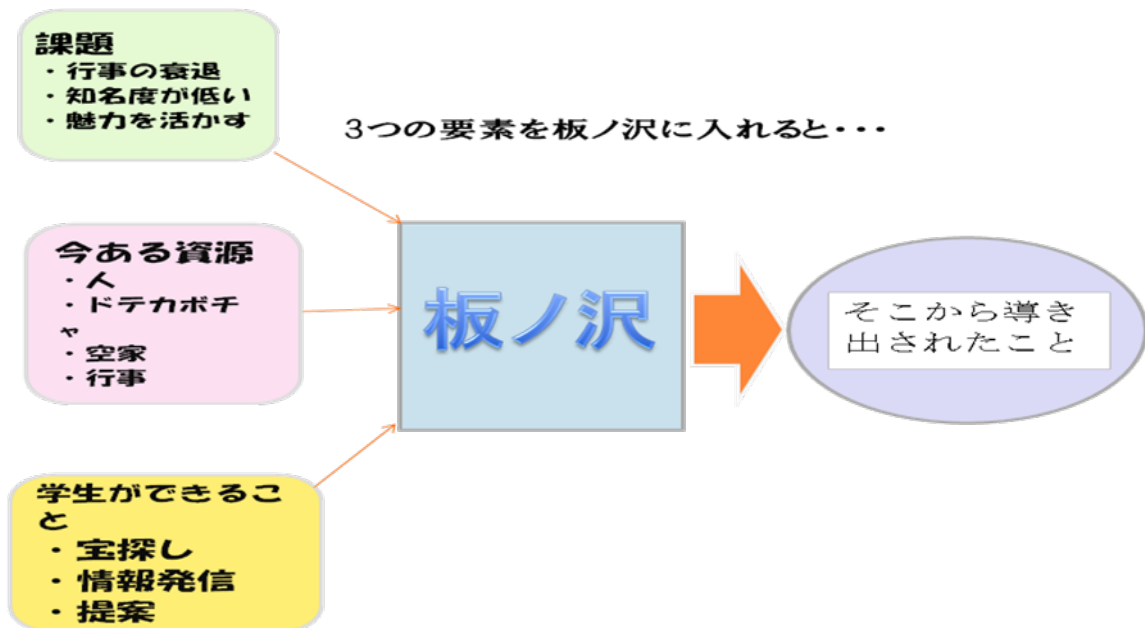 課題
・行事の衰退
・知名度が低い
・魅力を活かす
3つの要素を板ノ沢に入れると・・・
今ある資源
・人
・ドテカボチ
ャ
・空家
・行事
板ノ沢
そこから導き
出されたこと
学生ができるこ
と
・宝探し
・情報発信
・提案